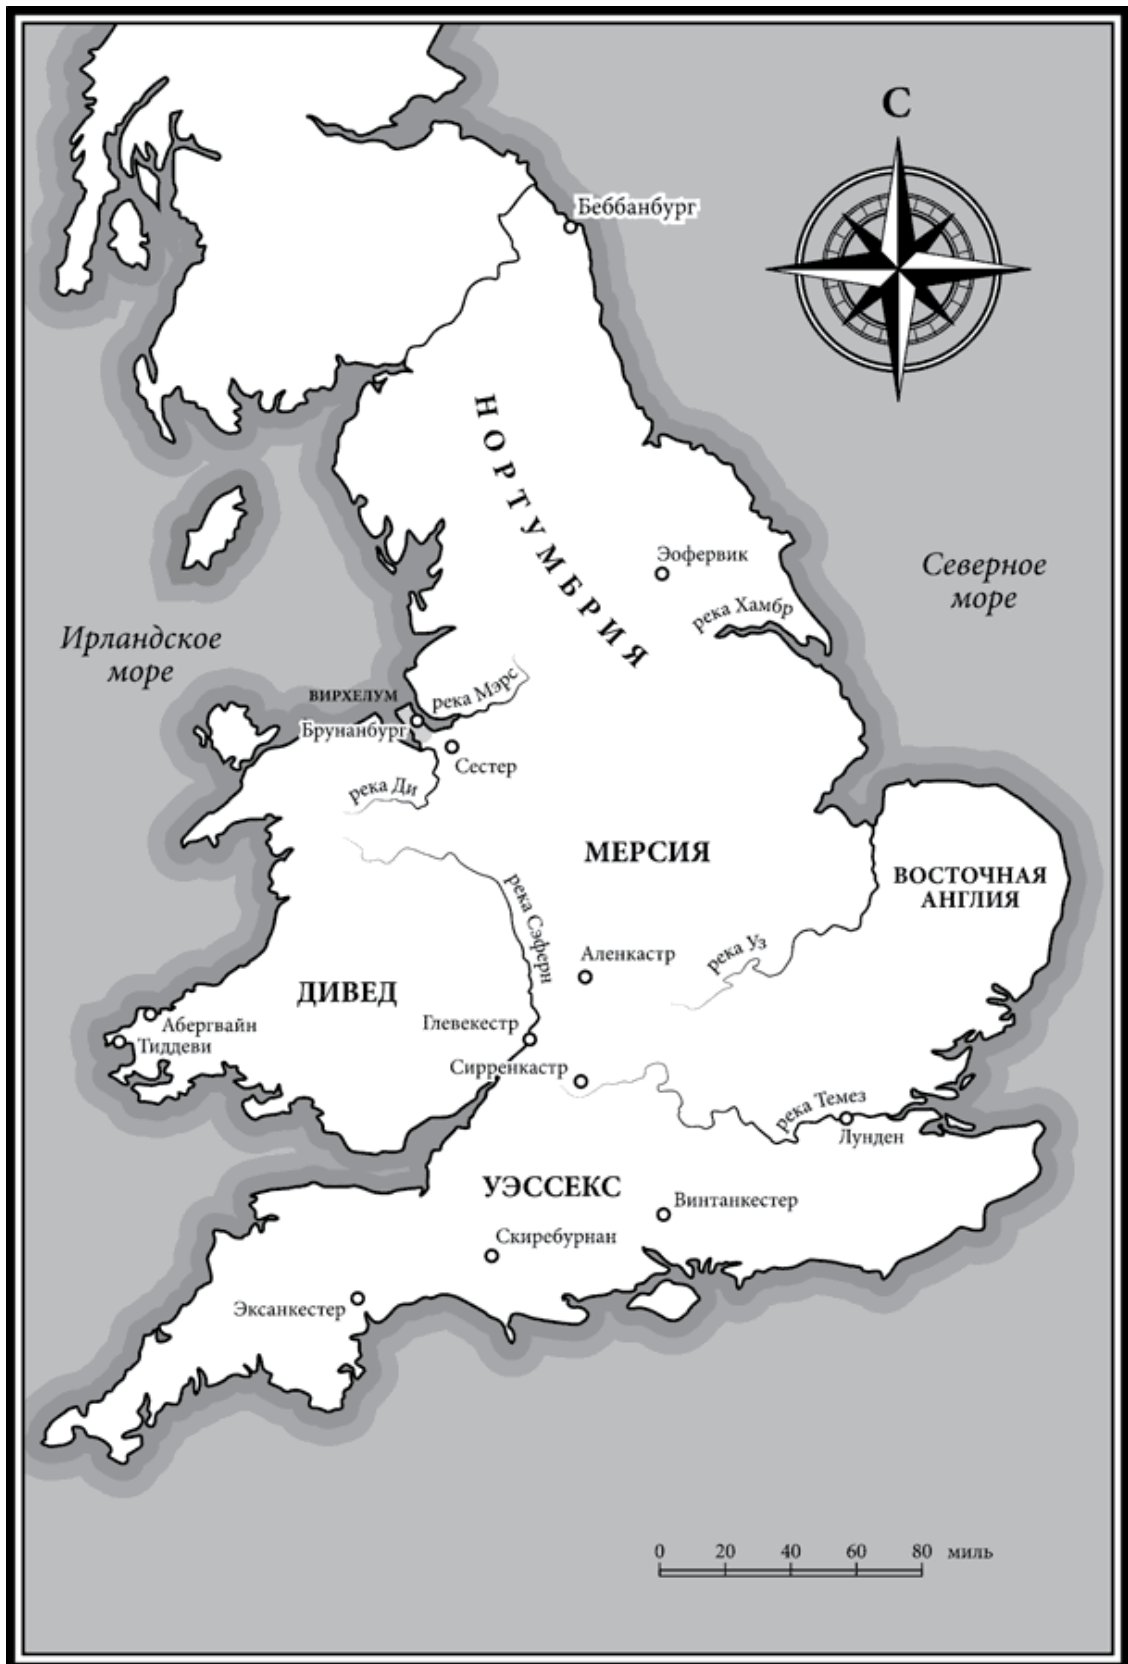 С
Беббанбург
НОРТУМБРИЯ
Эофервик
Северное
море
река Хамбр
Ирландское
море
река Мэрс
ВИРХЕЛУМ
Брунанбург
Сестер
река Ди
МЕРСИЯ
ВОСТОЧНАЯ
АНГЛИЯ
река Сэферн
река Уз
Аленкастр
ДИВЕД
Абергвайн
Тиддеви
Глевекестр
Сирренкастр
река Темез
Лунден
УЭССЕКС
Винтанкестер
Скиребурнан
Эксанкестер
0 20 40 60 80 миль